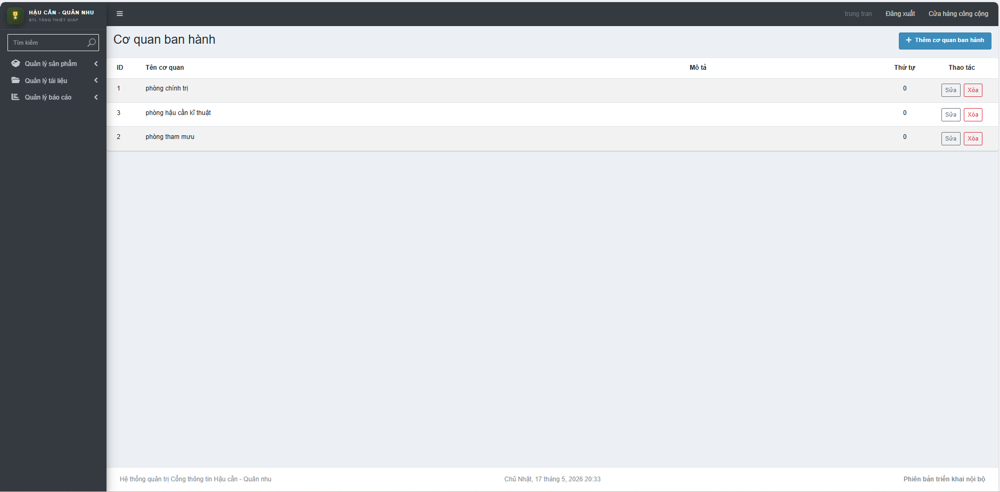 HẬU CẦN - QUÂN NHU
BTL TĂNG THIẾT GIÁP
trung tran
Đăng xuất
Cửa hàng công cộng
Tìm kiếm
Quản lý sản phẩm
Quản lý tài liệu
Quản lý báo cáo
Cơ quan ban hành
Thêm cơ quan ban hành
ID Tên cơ quan Mô tả Thứ tự Thao tác
1 phòng chính trị 0 Sửa Xóa
3 phòng hậu cần kĩ thuật 0 Sửa Xóa
2 phòng tham mưu 0 Sửa Xóa
Hệ thống quản trị Cổng thông tin Hậu cần - Quân nhu
Chủ Nhật, 17 tháng 5, 2026 20:33
Phiên bản triển khai nội bộ